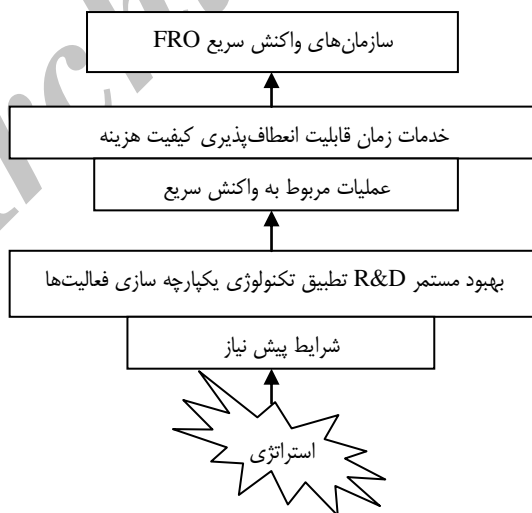 سازمان‌های واکنش سریع FRO
خدمات زمان قابلیت انعطاف‌پذیری کیفیت هزینه
عملیات مربوط به واکنش سریع
بهبود مستمر R&D تطبیق تکنولوژی یکپارچه سازی فعالیت‌ها
شرایط پیش نیاز
استراتژی